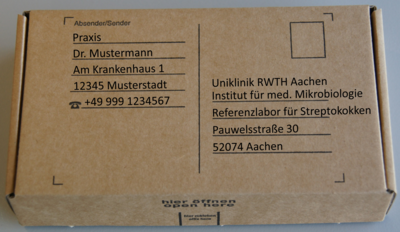 Absender/Sender
Praxis
Dr. Mustermann
Am Krankenhaus 1
12345 Musterstadt
☎ +49 999 1234567
Uniklinik RWTH Aachen
Institut für med. Mikrobiologie
Referenzlabor für Streptokokken
Pauwelsstraße 30
52074 Aachen
hier öffnen
open here